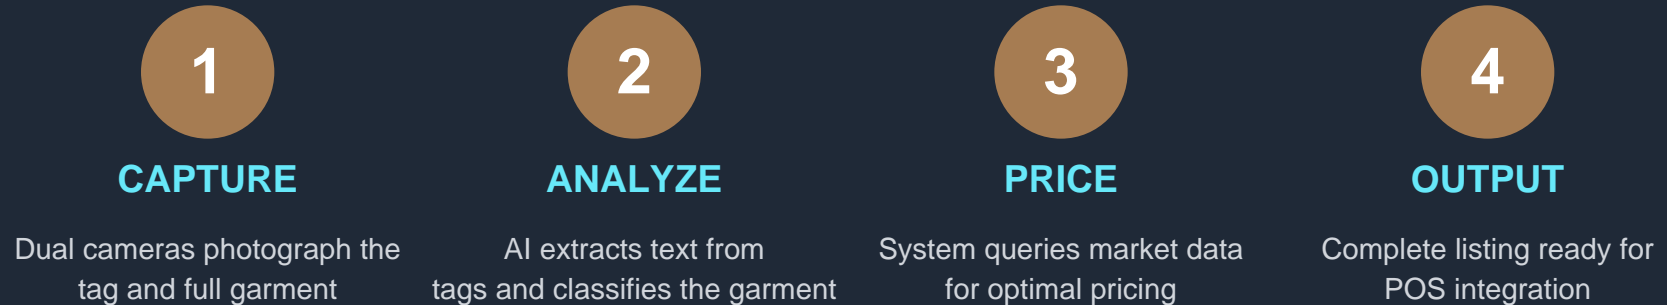 1
CAPTURE
Dual cameras photograph the
tag and full garment
2
ANALYZE
AI extracts text from
tags and classifies the garment
3
PRICE
System queries market data
for optimal pricing
4
OUTPUT
Complete listing ready for
POS integration